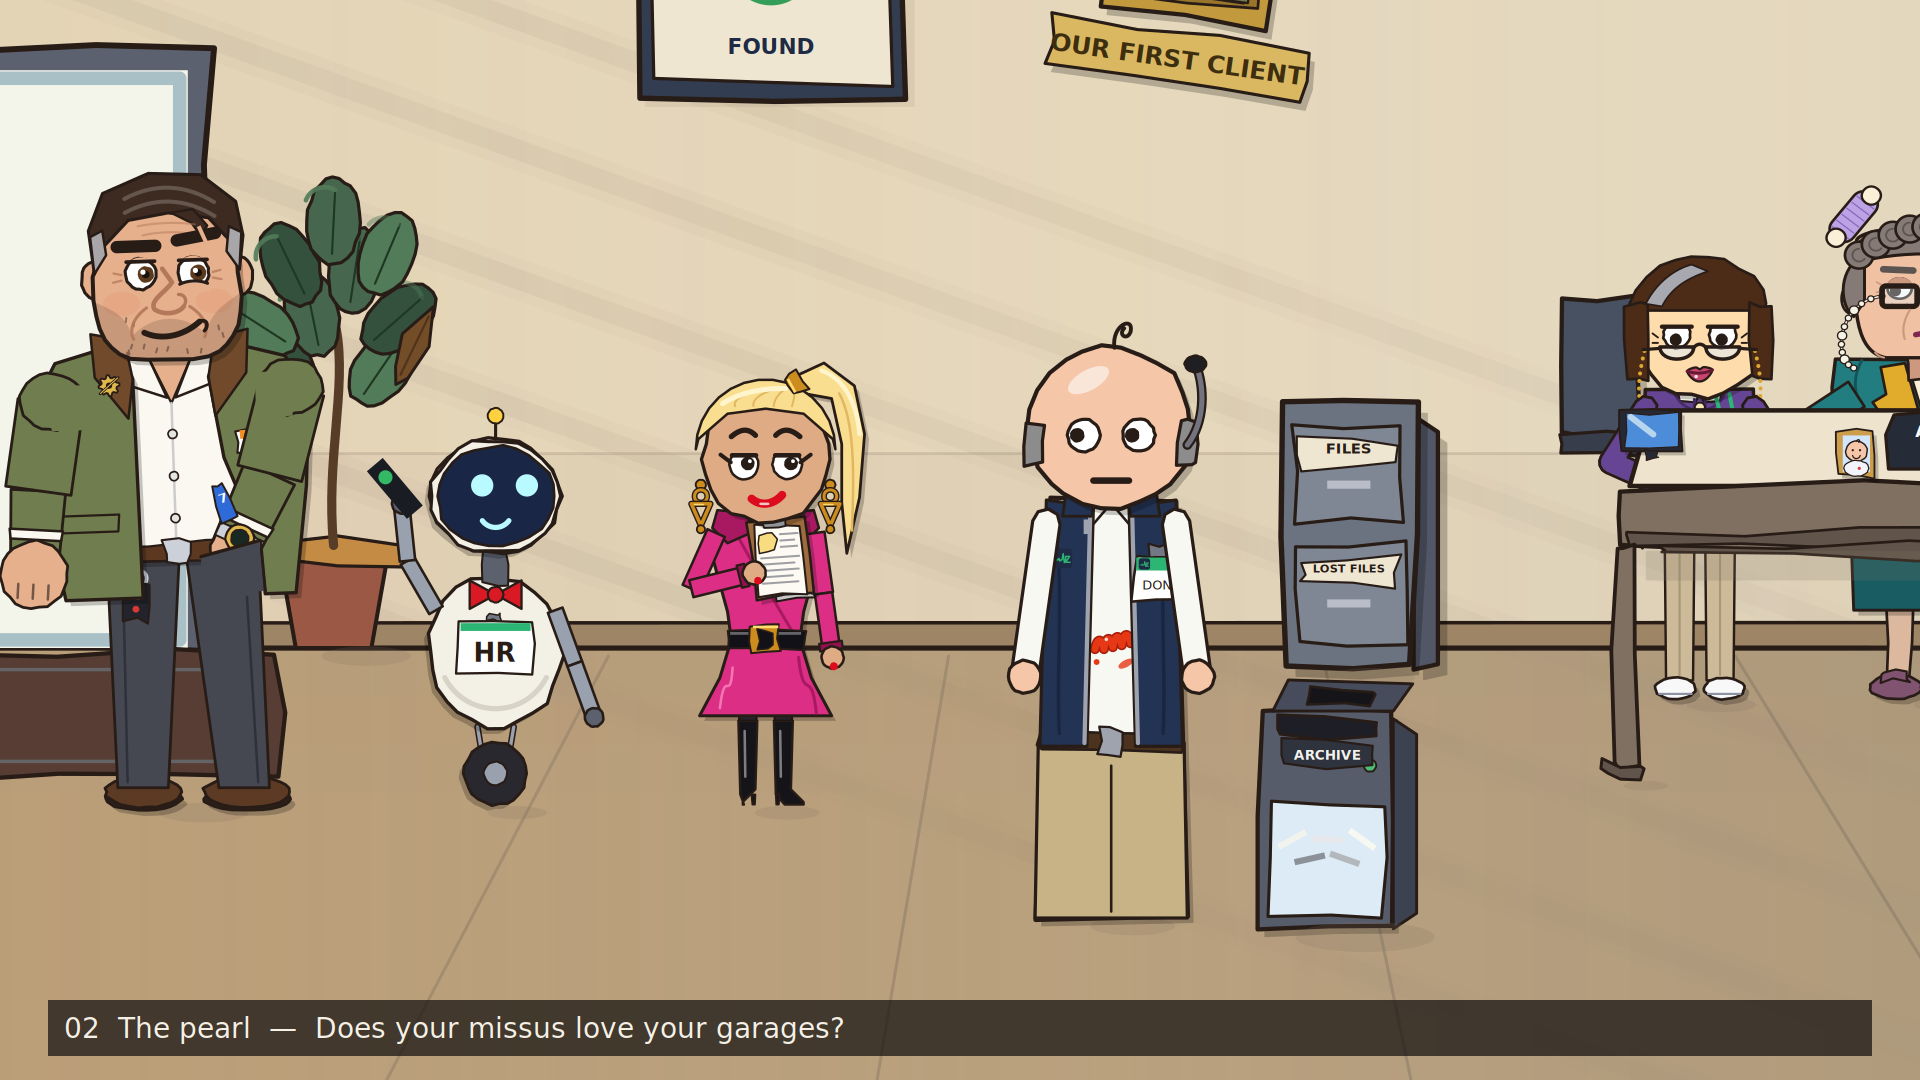 FOUND
OUR FIRST CLIENT
FILES
LOST FILES
DON
HR
ARCHIVE
02 The pearl — Does your missus love your garages?